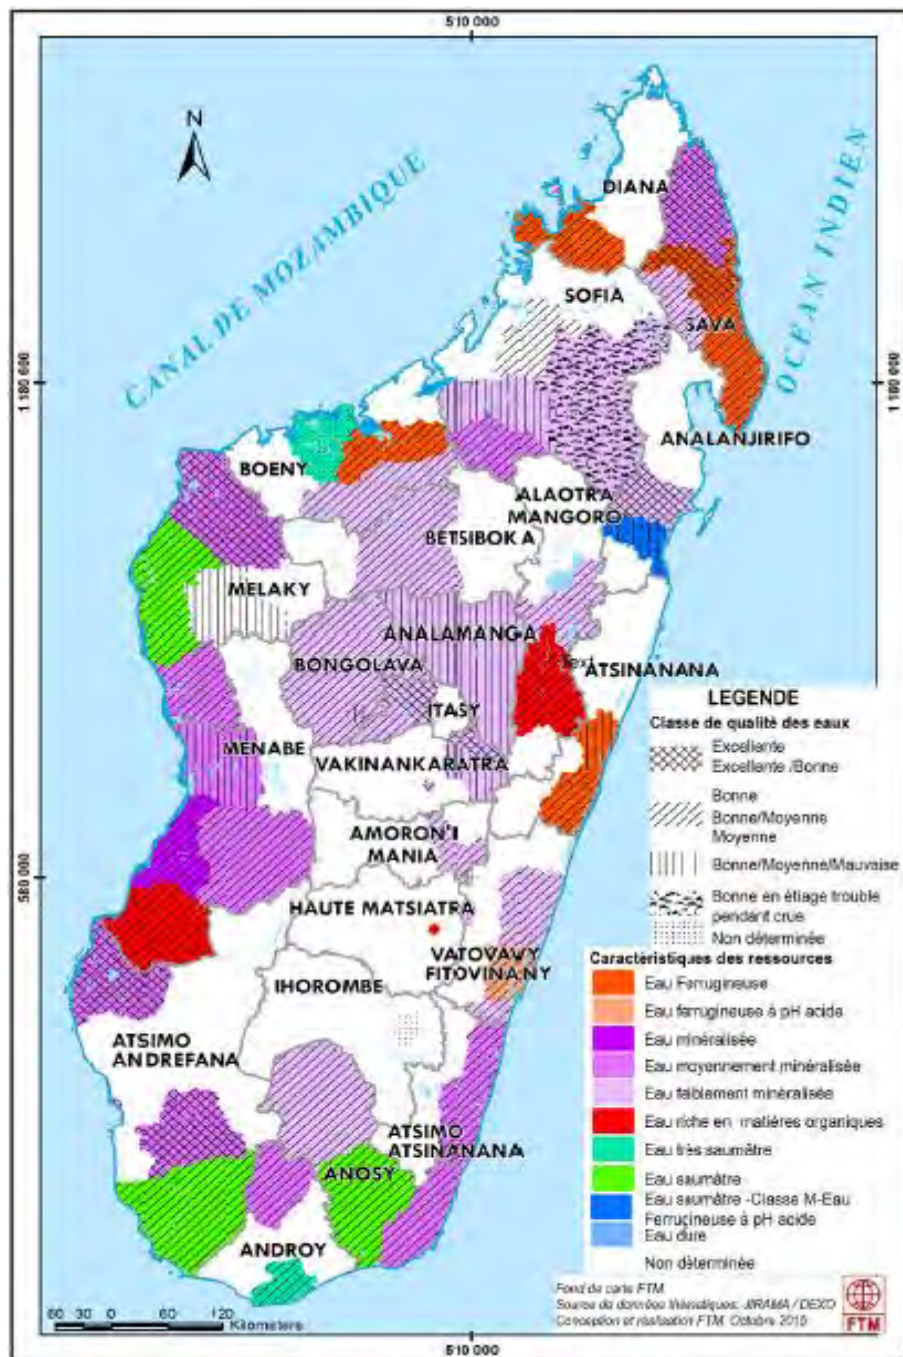 510 000
N
CANAL DE MOZAMBIQUE
OCEAN INDIEN
DIANA
SOFIA
SAVA
1 180 000
1 180 000
ANALANJIRIFO
BOENY
ALAOTRA
MANGORO
BETSIBOKA
MELAKY
ANALAMANGA
BONGOLAVA
Text
ATSINANANA
ITASY
MENABE
VAKINANKARATRA
AMORON'I
MANIA
580 000
HAUTE MATSIATRA
VATOVAVY
FITOVINANY
IHOROMBE
ATSIMO
ANDREFANA
ATSIMO
ATSINANANA
ANOSY
ANDROY
LEGENDE
Classe de qualité des eaux
Excellente
Excellente /Bonne
Bonne
Bonne/Moyenne
Moyenne
Bonne/Moyenne/Mauvaise
Bonne en étiage trouble
pendant crue
Non déterminée
Caractéristiques des ressources
Eau Ferrugineuse
Eau ferrugineuse à pH acide
Eau minéralisée
Eau moyennement minéralisée
Eau faiblement minéralisée
Eau riche en matières organiques
Eau très saumâtre
Eau saumâtre
Eau saumâtre -Classe M-Eau
Ferrugineuse à pH acide
Eau dure
Non déterminée
60 30 0 60 120
Kilometers
Fond de carte FTM
Source de données thématiques: JIRAMA / DEXO
Conception et réalisation FTM, Octobre 2015
FTM
510 000